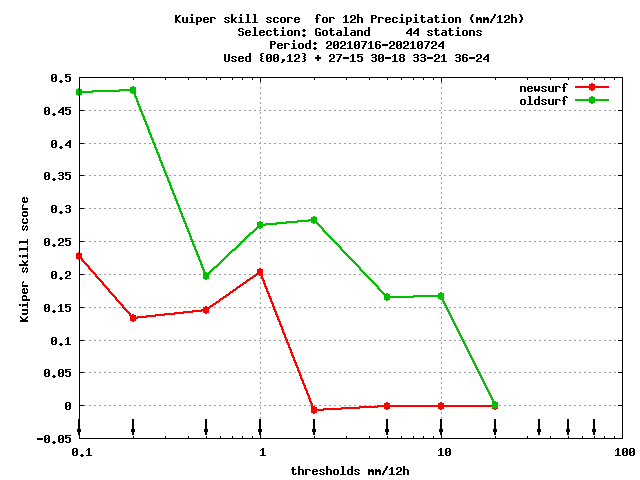 Kuiper skill score  for 12h Precipitation (mm/12h)
Selection: Gotaland     44 stations
Period: 20210716-20210724
Used {00,12} + 27-15 30-18 33-21 36-24
newsurf
oldsurf
0.5
0.45
0.4
0.35
0.3
0.25
0.2
0.15
0.1
0.05
0
-0.05
Kuiper skill score
0.1 1 10 100
thresholds mm/12h